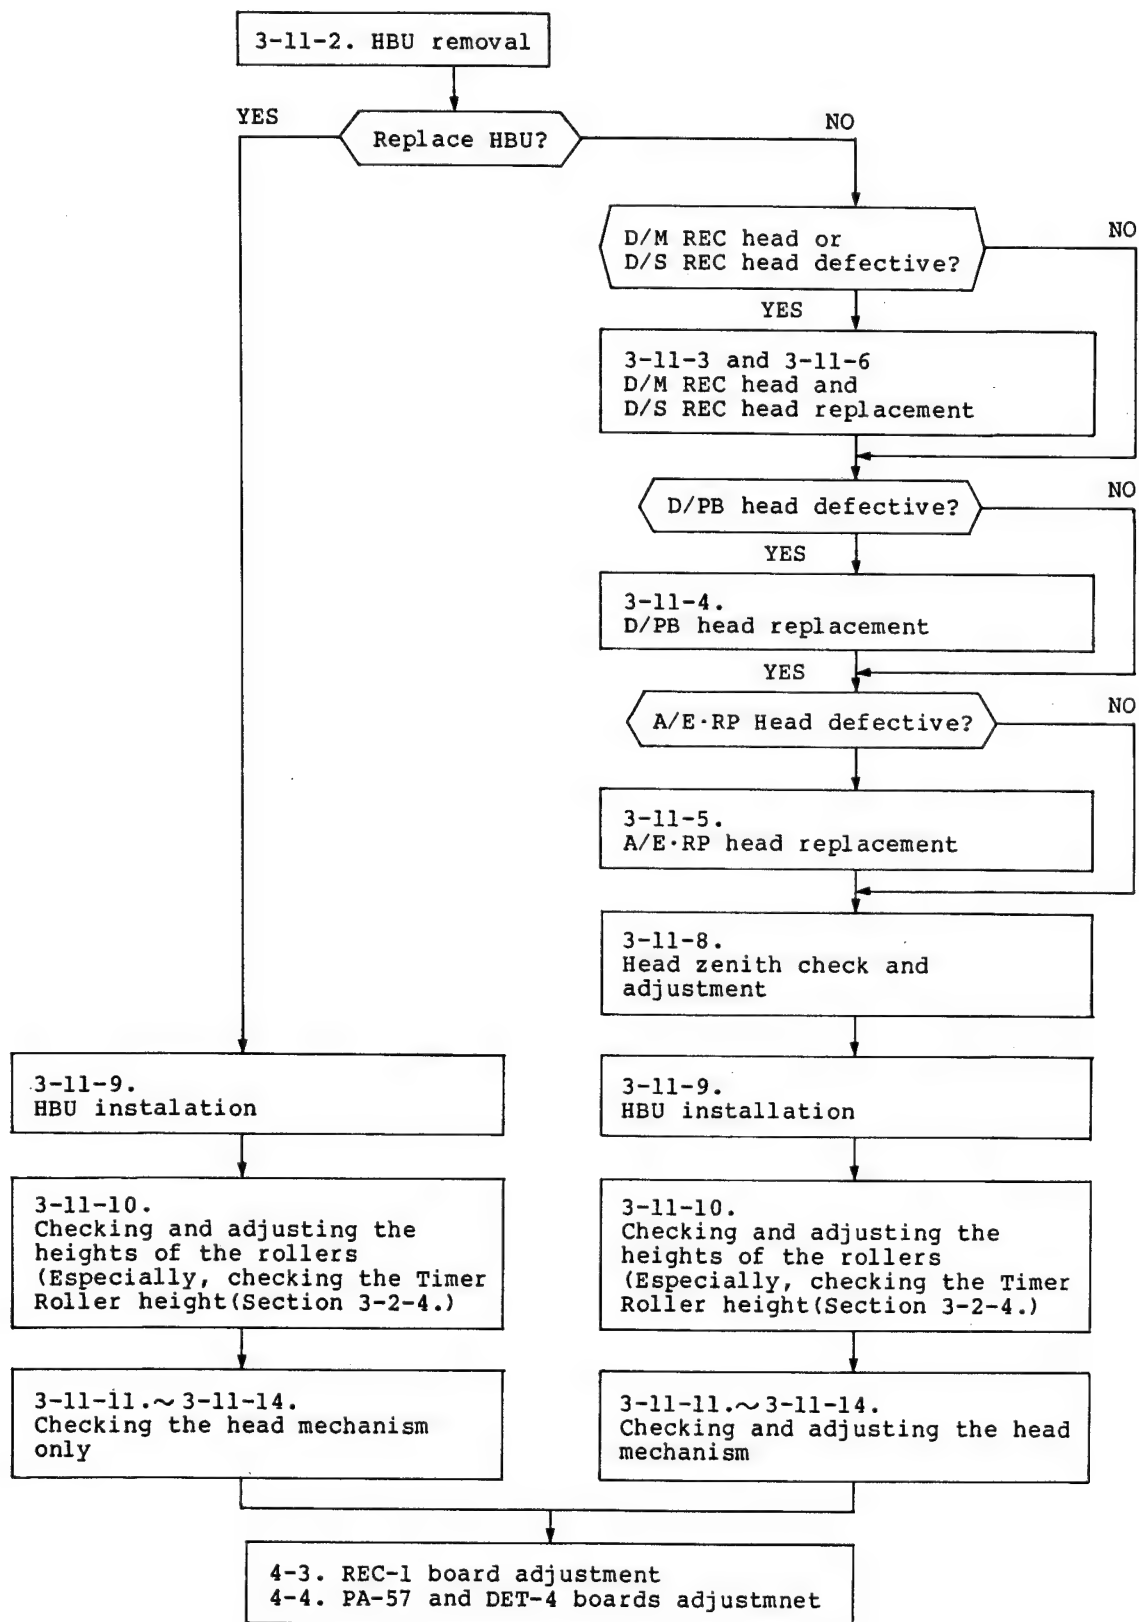 3-11-2. HBU removal
YES
Replace HBU?
NO
D/M REC head or
D/S REC head defective?
NO
YES
3-11-3 and 3-11-6
D/M REC head and
D/S REC head replacement
D/PB head defective?
NO
YES
3-11-4.
D/PB head replacement
YES
A/E·RP Head defective?
NO
3-11-5.
A/E·RP head replacement
3-11-8.
Head zenith check and
adjustment
3-11-9.
HBU instalation
3-11-9.
HBU installation
3-11-10.
Checking and adjusting the
heights of the rollers
(Especially, checking the Timer
Roller height(Section 3-2-4.)
3-11-10.
Checking and adjusting the
heights of the rollers
(Especially, checking the Timer
Roller height(Section 3-2-4.)
3-11-11.~3-11-14.
Checking the head mechanism
only
3-11-11.~3-11-14.
Checking and adjusting the head
mechanism
4-3. REC-1 board adjustment
4-4. PA-57 and DET-4 boards adjustmnet